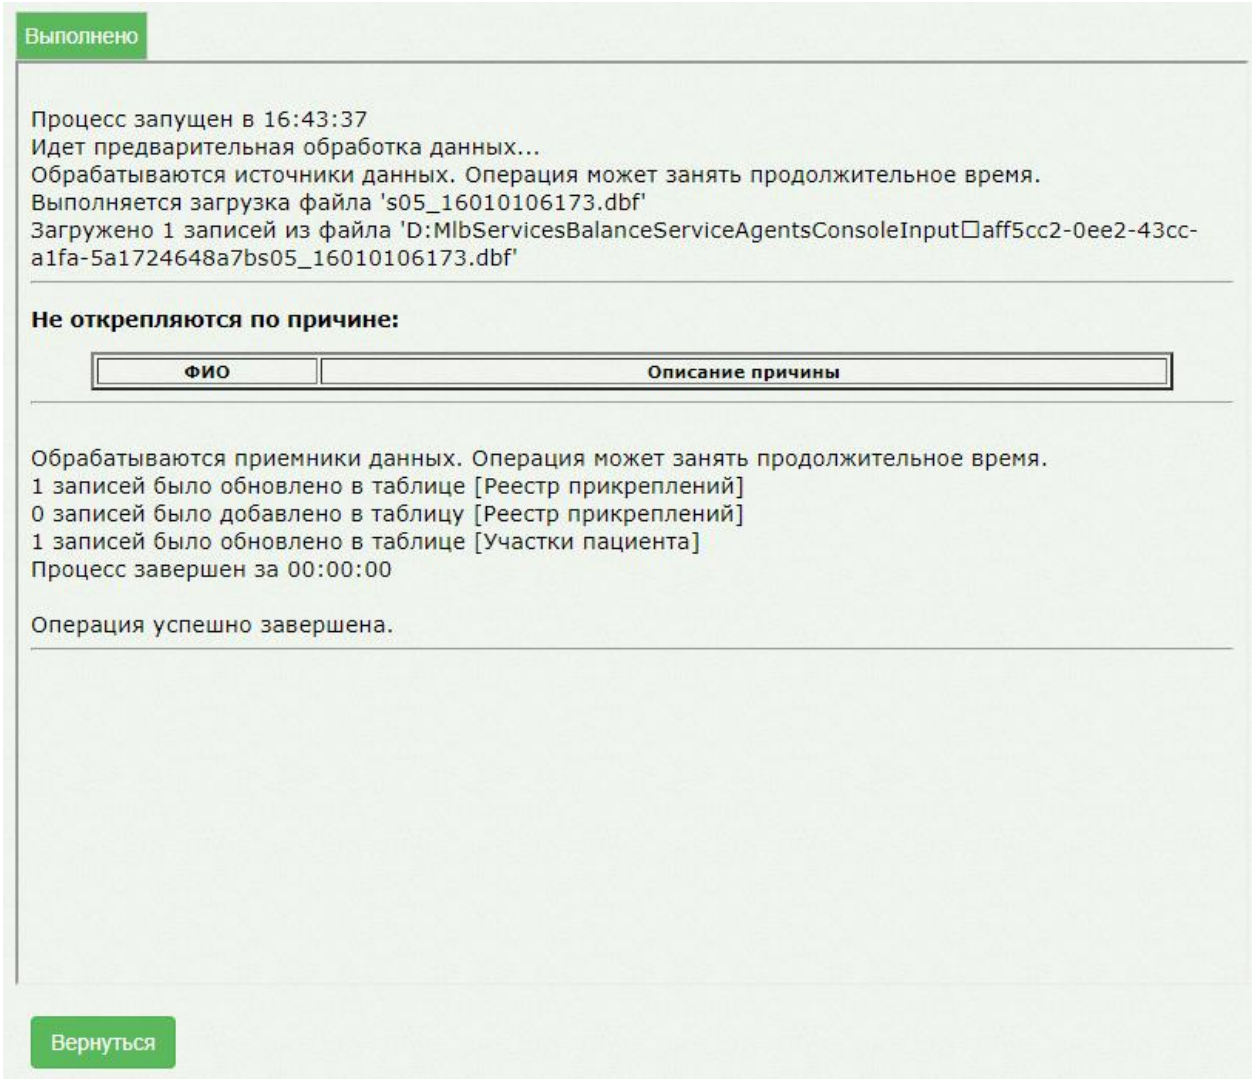 Выполнено
Процесс запущен в 16:43:37
Идет предварительная обработка данных...
Обрабатываются источники данных. Операция может занять продолжительное время.
Выполняется загрузка файла 's05_16010106173.dbf'
Загружено 1 записей из файла 'D:MlbServicesBalanceServiceAgentsConsoleInput□aff5cc2-0ee2-43cc-
a1fa-5a1724648a7bs05_16010106173.dbf'
Не открепляются по причине:
ФИО Описание причины
Обрабатываются приемники данных. Операция может занять продолжительное время.
1 записей было обновлено в таблице [Реестр прикреплений]
0 записей было добавлено в таблицу [Реестр прикреплений]
1 записей было обновлено в таблице [Участки пациента]
Процесс завершен за 00:00:00
Операция успешно завершена.
Вернуться